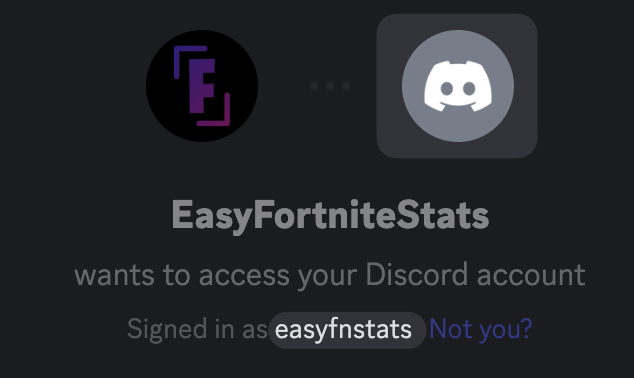 F
EasyFortniteStats
wants to access your Discord account
Signed in as easyfnstats Not you?